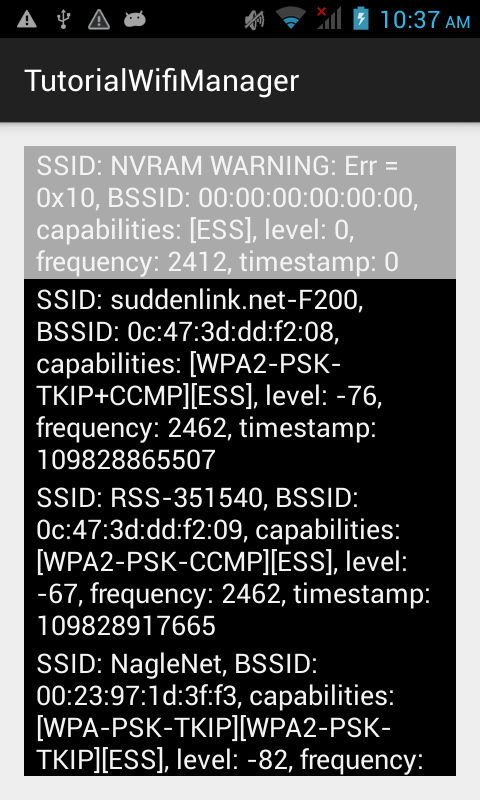 10:37 AM
TutorialWifiManager
SSID: NVRAM WARNING: Err =
0x10, BSSID: 00:00:00:00:00:00,
capabilities: [ESS], level: 0,
frequency: 2412, timestamp: 0
SSID: suddenlink.net-F200,
BSSID: 0c:47:3d:dd:f2:08,
capabilities: [WPA2-PSK-
TKIP+CCMP][ESS], level: -76,
frequency: 2462, timestamp:
109828865507
SSID: RSS-351540, BSSID:
0c:47:3d:dd:f2:09, capabilities:
[WPA2-PSK-CCMP][ESS], level:
-67, frequency: 2462, timestamp:
109828917665
SSID: NagleNet, BSSID:
00:23:97:1d:3f:f3, capabilities:
[WPA-PSK-TKIP][WPA2-PSK-
TKIP][ESS], level: -82, frequency: